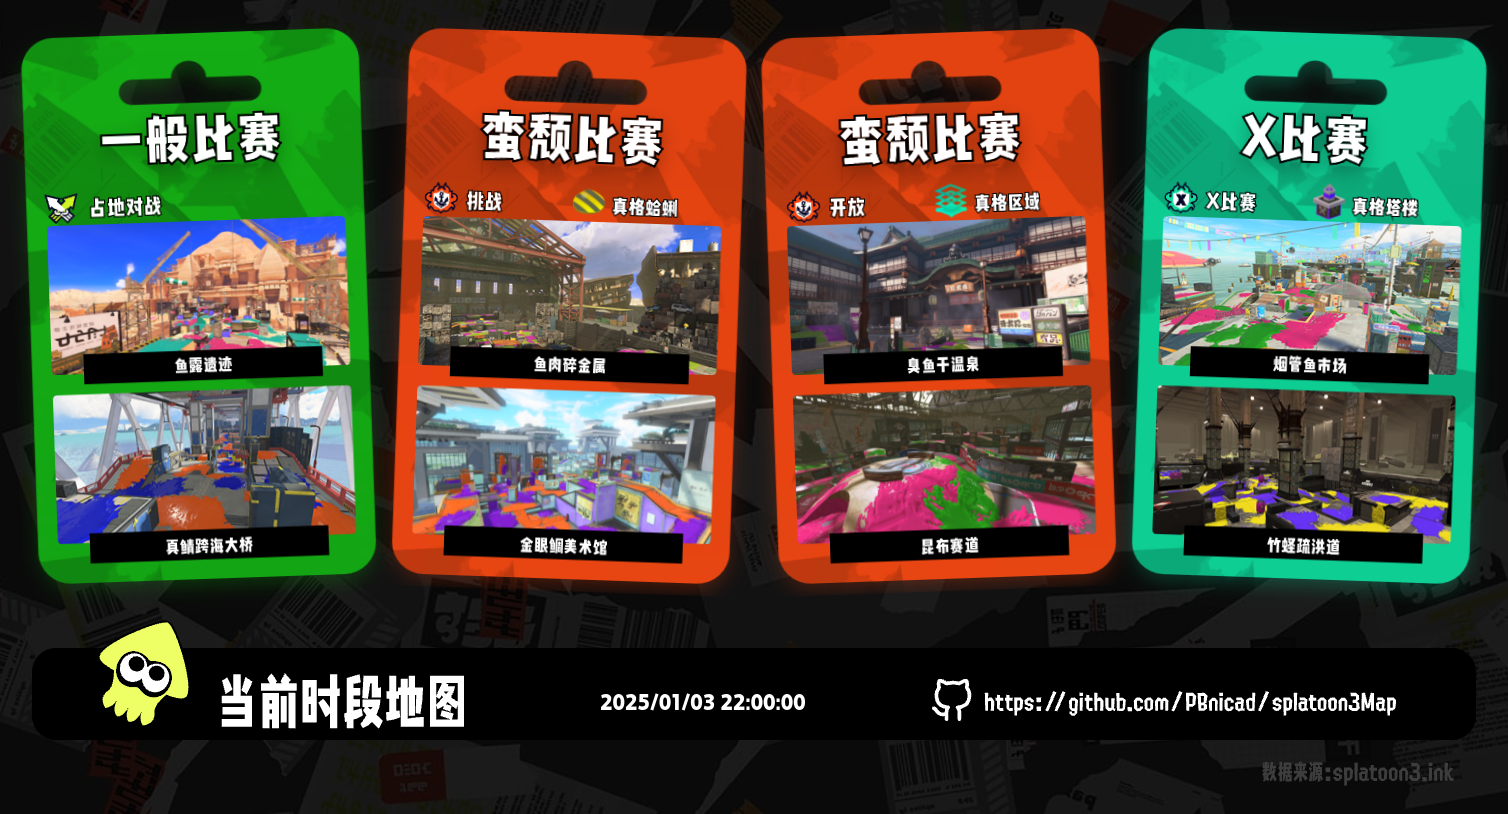 一般比赛
占地对战
鱼露遗迹
真鲭跨海大桥
蛮颓比赛
挑战
真格蛤蜊
鱼肉碎金属
金眼鲷美术馆
蛮颓比赛
开放
真格区域
臭鱼干温泉
昆布赛道
X比赛
X比赛
真格塔楼
烟管鱼市场
竹蛏疏洪道
当前时段地图
2025/01/03 22:00:00
https://github.com/PBnicad/splatoon3Map
数据来源:splatoon3.ink